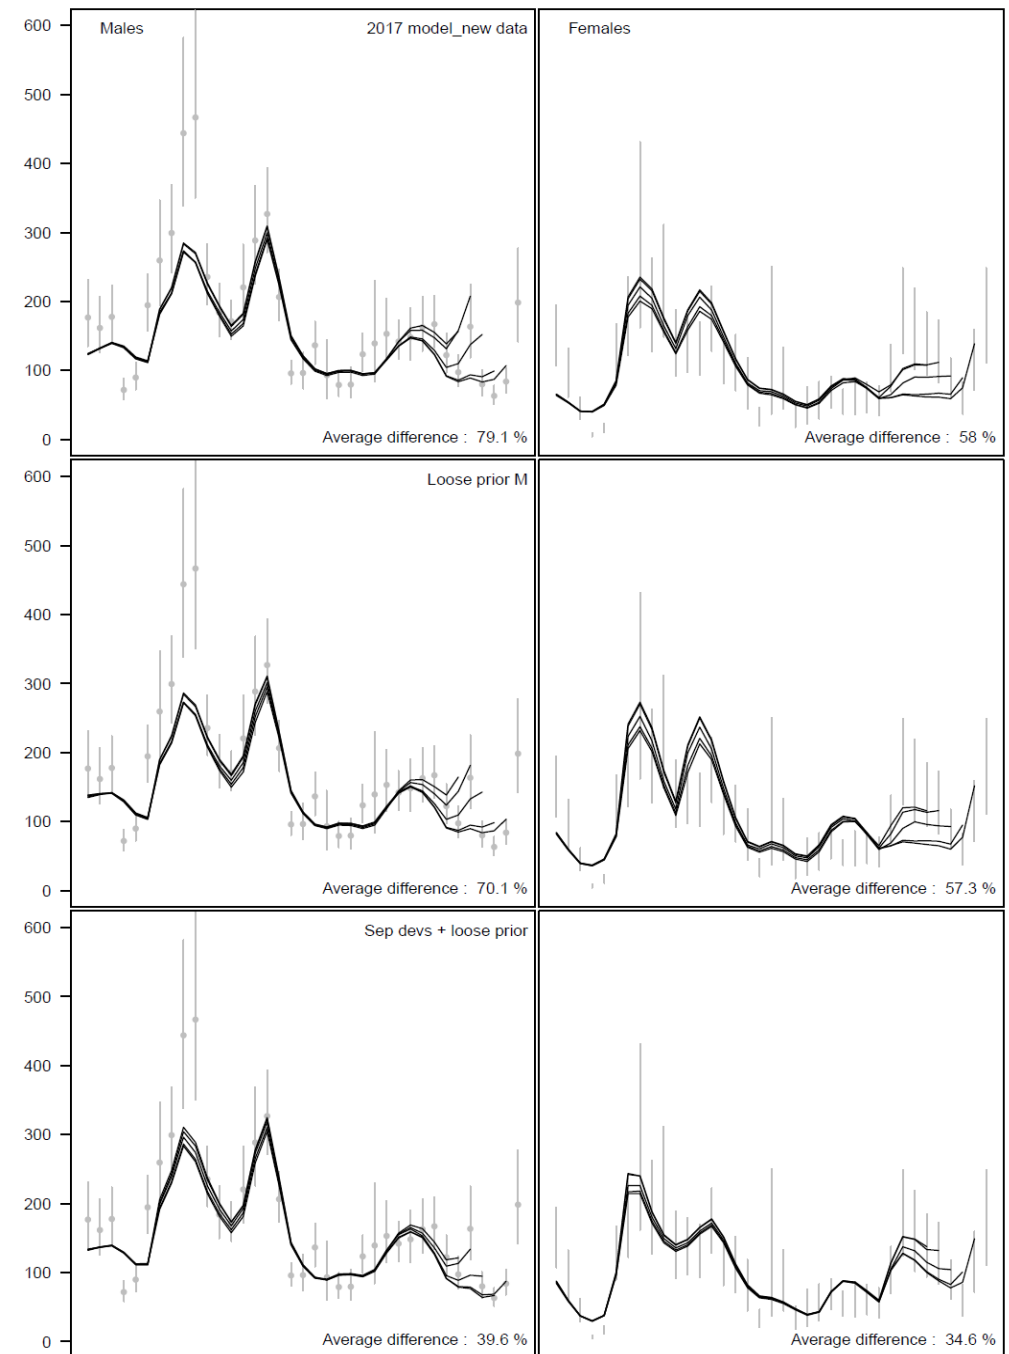 600
Males
2017 model_new data
Females
500
400
300
200
100
0
Average difference : 79.1 %
Average difference : 58 %
600
Loose prior M
500
400
300
200
100
0
Average difference : 70.1 %
Average difference : 57.3 %
600
Sep devs + loose prior
500
400
300
200
100
0
Average difference : 39.6 %
Average difference : 34.6 %